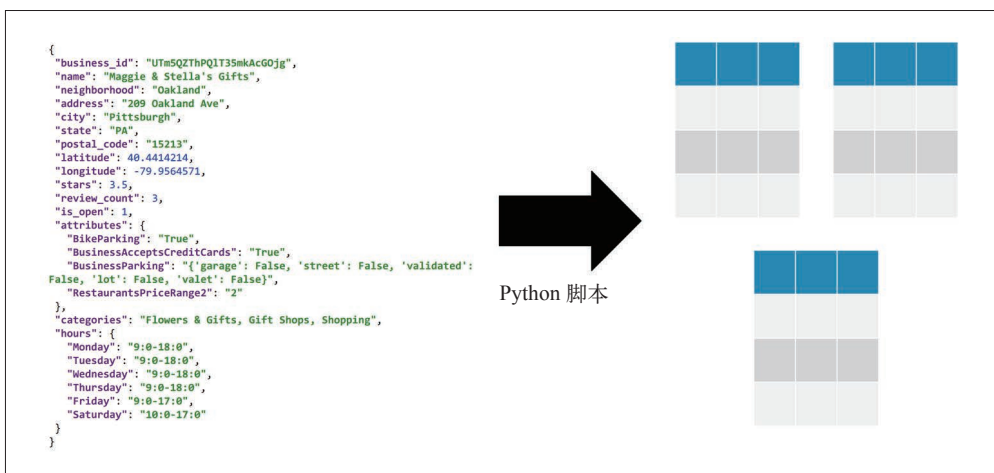 {
"business_id": "UTm5QZThPQlT35mkAcGOjg",
"name": "Maggie & Stella's Gifts",
"neighborhood": "Oakland",
"address": "209 Oakland Ave",
"city": "Pittsburgh",
"state": "PA",
"postal_code": "15213",
"latitude": 40.4414214,
"longitude": -79.9564571,
"stars": 3.5,
"review_count": 3,
"is_open": 1,
"attributes": {
"BikeParking": "True",
"BusinessAcceptsCreditCards": "True",
"BusinessParking": "{'garage': False, 'street': False, 'validated':
False, 'lot': False, 'valet': False}",
"RestaurantsPriceRange2": "2"
},
"categories": "Flowers & Gifts, Gift Shops, Shopping",
"hours": {
"Monday": "9:0-18:0",
"Tuesday": "9:0-18:0",
"Wednesday": "9:0-18:0",
"Thursday": "9:0-18:0",
"Friday": "9:0-17:0",
"Saturday": "10:0-17:0"
}
}
Python 脚本